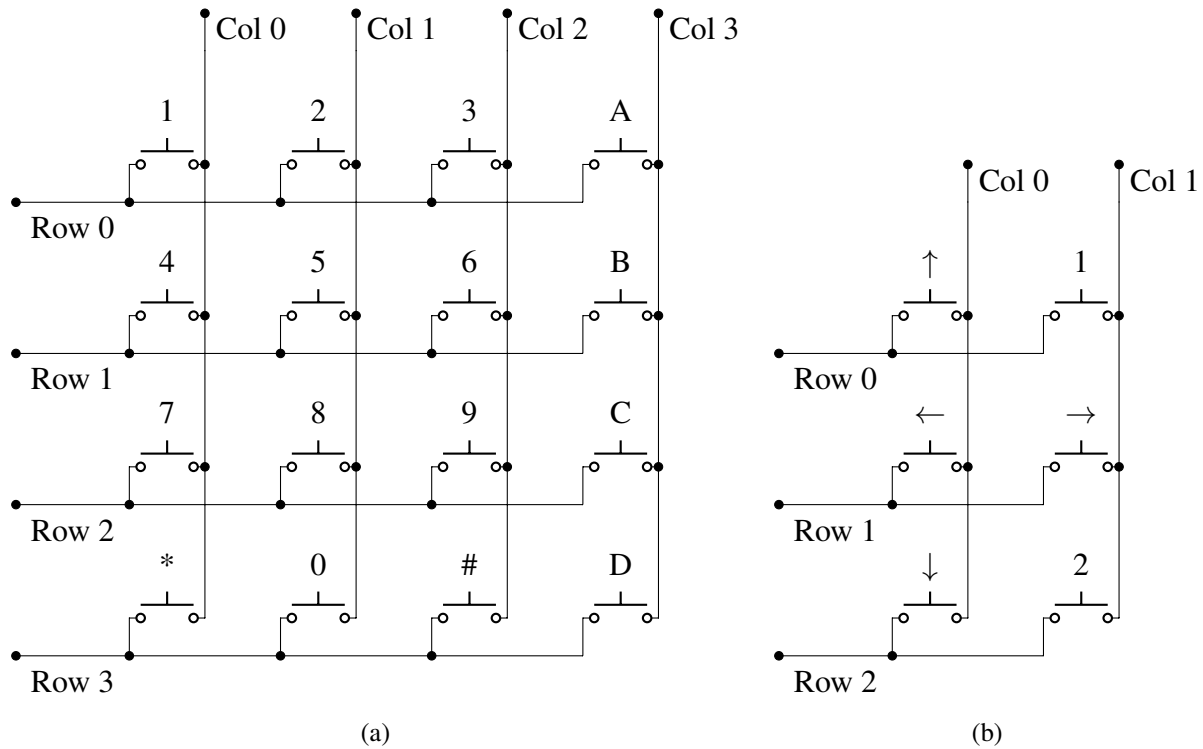 Col 0 Col 1 Col 2 Col 3
1 2 3 A
Row 0
4 5 6 B
Row 1
7 8 9 C
Row 2
* 0 # D
Row 3
(a)
Col 0 Col 1
↑ 1
Row 0
← →
Row 1
↓ 2
Row 2
(b)